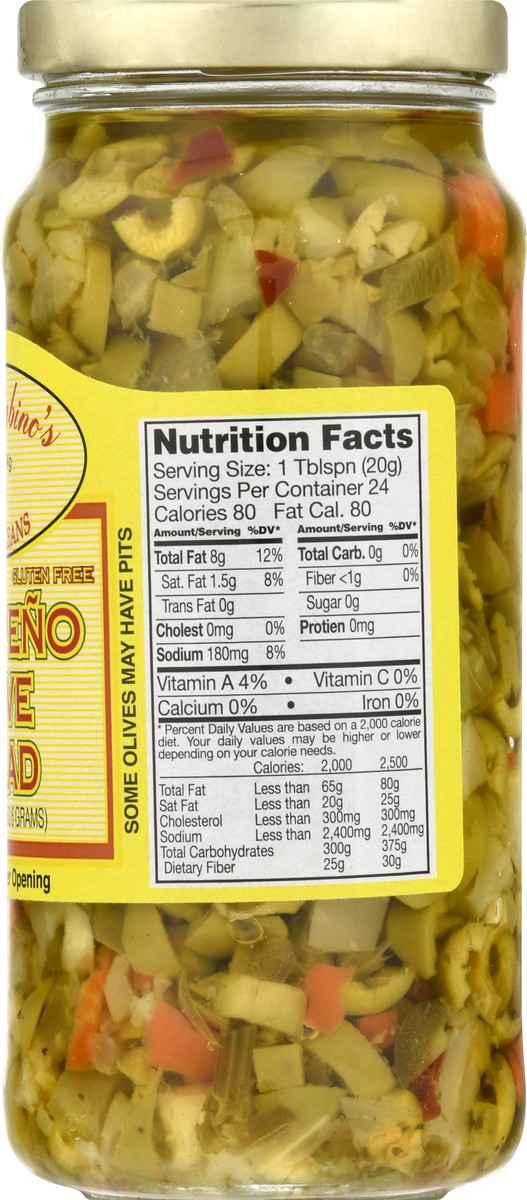 bino's
EANS
GLUTEN FREE
EÑO
VE
AD
GRAMS)
Opening
SOME OLIVES MAY HAVE PITS
Nutrition Facts
Serving Size: 1 Tblspn (20g)
Servings Per Container 24
Calories 80 Fat Cal. 80
Amount/Serving %DV*
Total Fat 8g 12%
Sat. Fat 1.5g 8%
Trans Fat 0g
Cholest 0mg 0%
Sodium 180mg 8%
Amount/Serving %DV*
Total Carb. 0g 0%
Fiber <1g 0%
Sugar 0g
Protien 0mg
Vitamin A 4% • Vitamin C 0%
Calcium 0% • Iron 0%
* Percent Daily Values are based on a 2,000 calorie
diet. Your daily values may be higher or lower
depending on your calorie needs.
Calories: 2,000 2,500
Total Fat Less than 65g 80g
Sat Fat Less than 20g 25g
Cholesterol Less than 300mg 300mg
Sodium Less than 2,400mg 2,400mg
Total Carbohydrates 300g 375g
Dietary Fiber 25g 30g